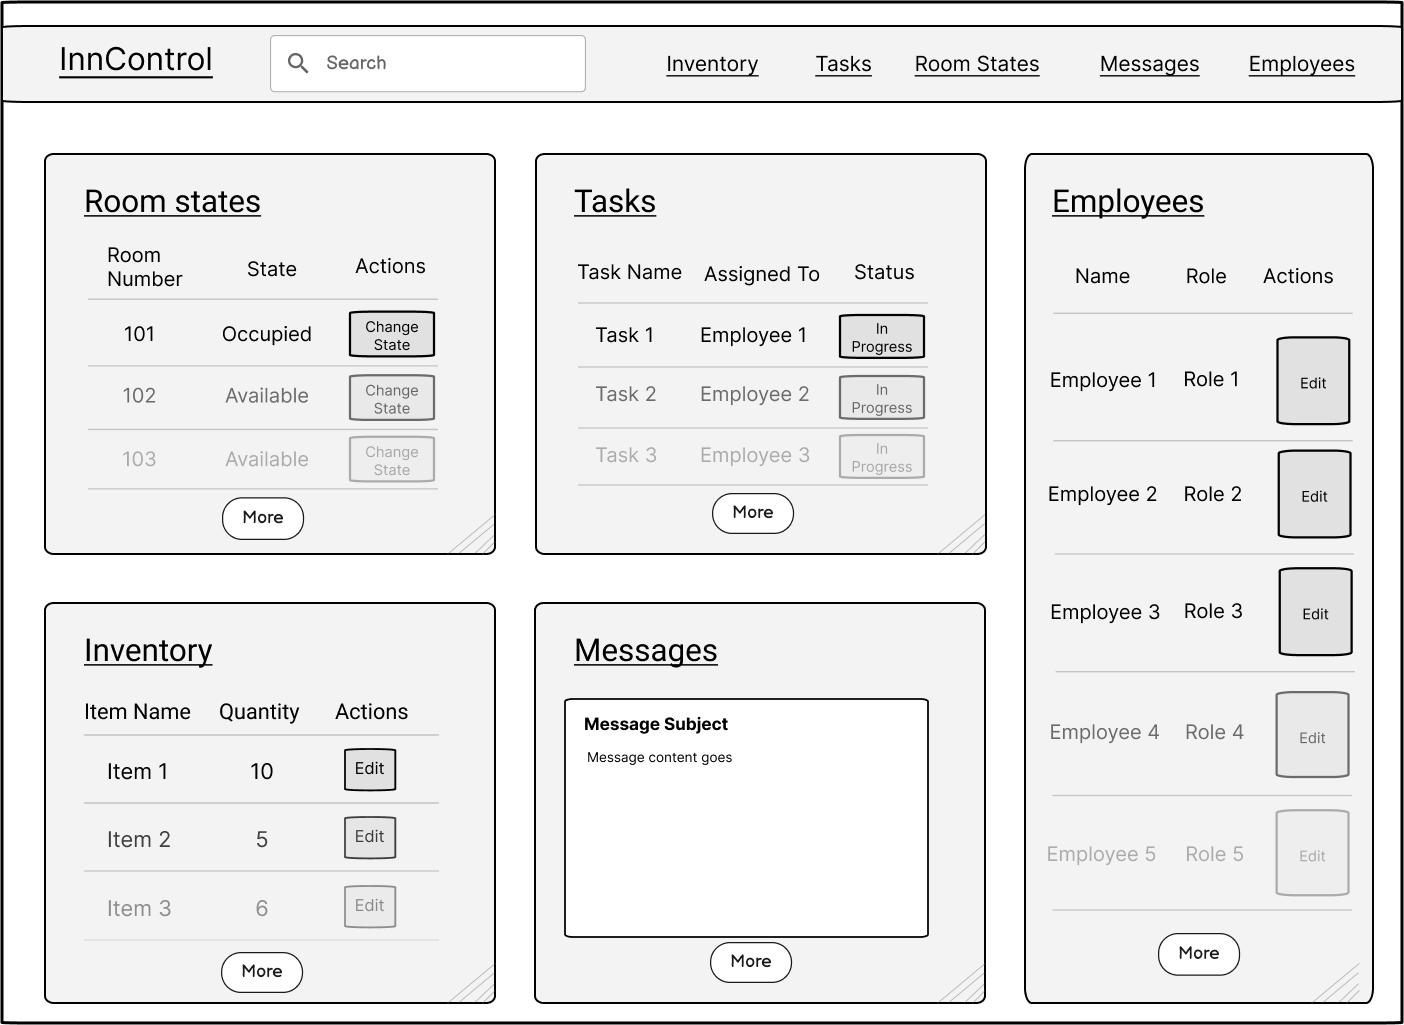 InnControl
Search
Inventory
Tasks
Room States
Messages
Employees
Room states
Room Number
State
Actions
101
Occupied
Change State
102
Available
Change State
103
Available
Change State
More
Tasks
Task Name
Assigned To
Status
Task 1
Employee 1
In Progress
Task 2
Employee 2
In Progress
Task 3
Employee 3
In Progress
More
Employees
Name
Role
Actions
Employee 1
Role 1
Edit
Employee 2
Role 2
Edit
Employee 3
Role 3
Edit
Employee 4
Role 4
Edit
Employee 5
Role 5
Edit
More
Inventory
Item Name
Quantity
Actions
Item 1
10
Edit
Item 2
5
Edit
Item 3
6
Edit
More
Messages
Message Subject
Message content goes
More